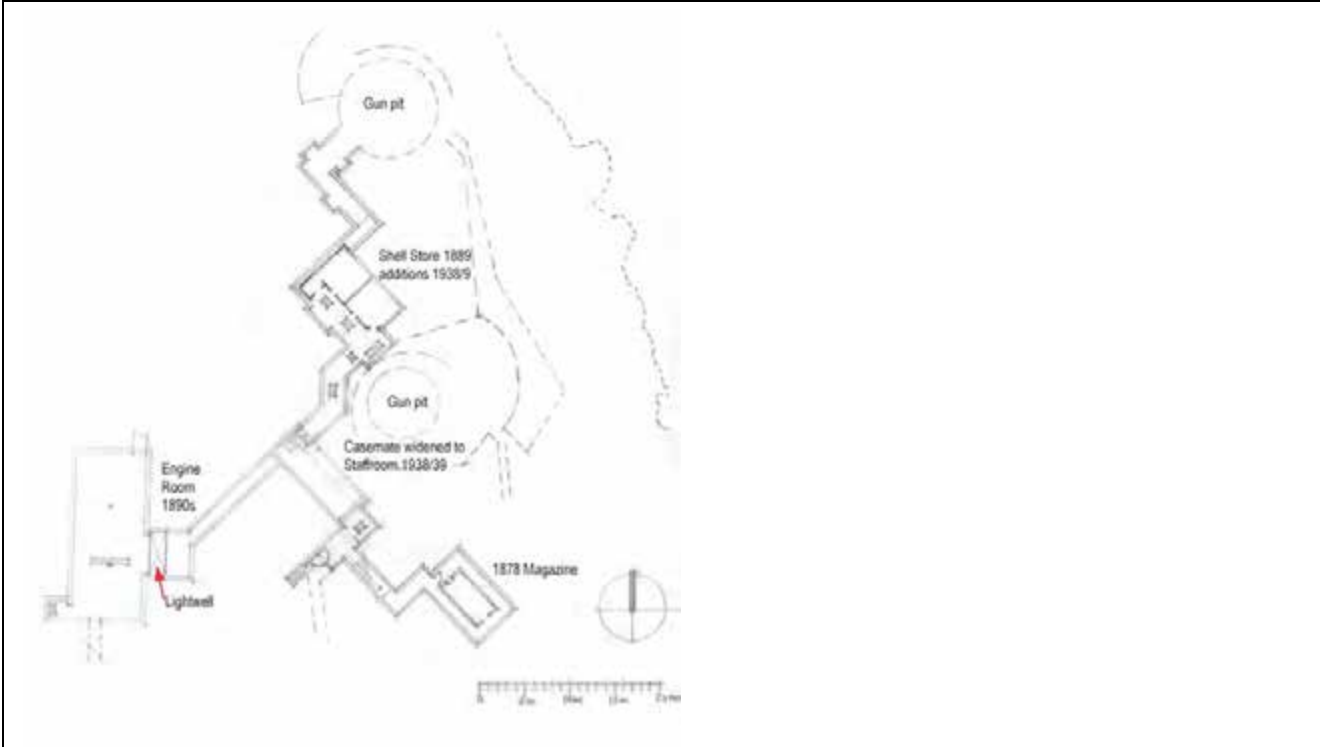 Gun pit
Shell Store 1889
additions 1938/9
Gun pit
Casemate widened to
Staffroom.1938/39
Engine
Room
1890s
1878 Magazine
Lightwell